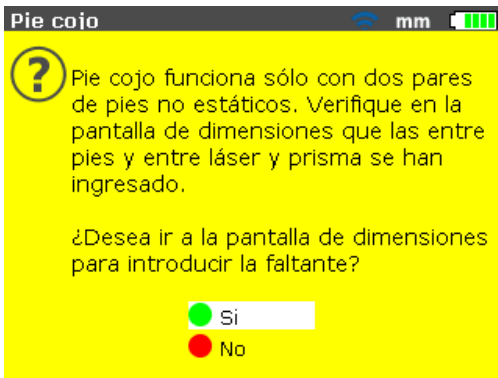 Pie cojo mm
?
Pie cojo funciona sólo con dos pares
de pies no estáticos. Verifique en la
pantalla de dimensiones que las entre
pies y entre láser y prisma se han
ingresado.
¿Desea ir a la pantalla de dimensiones
para introducir la faltante?
Si
No